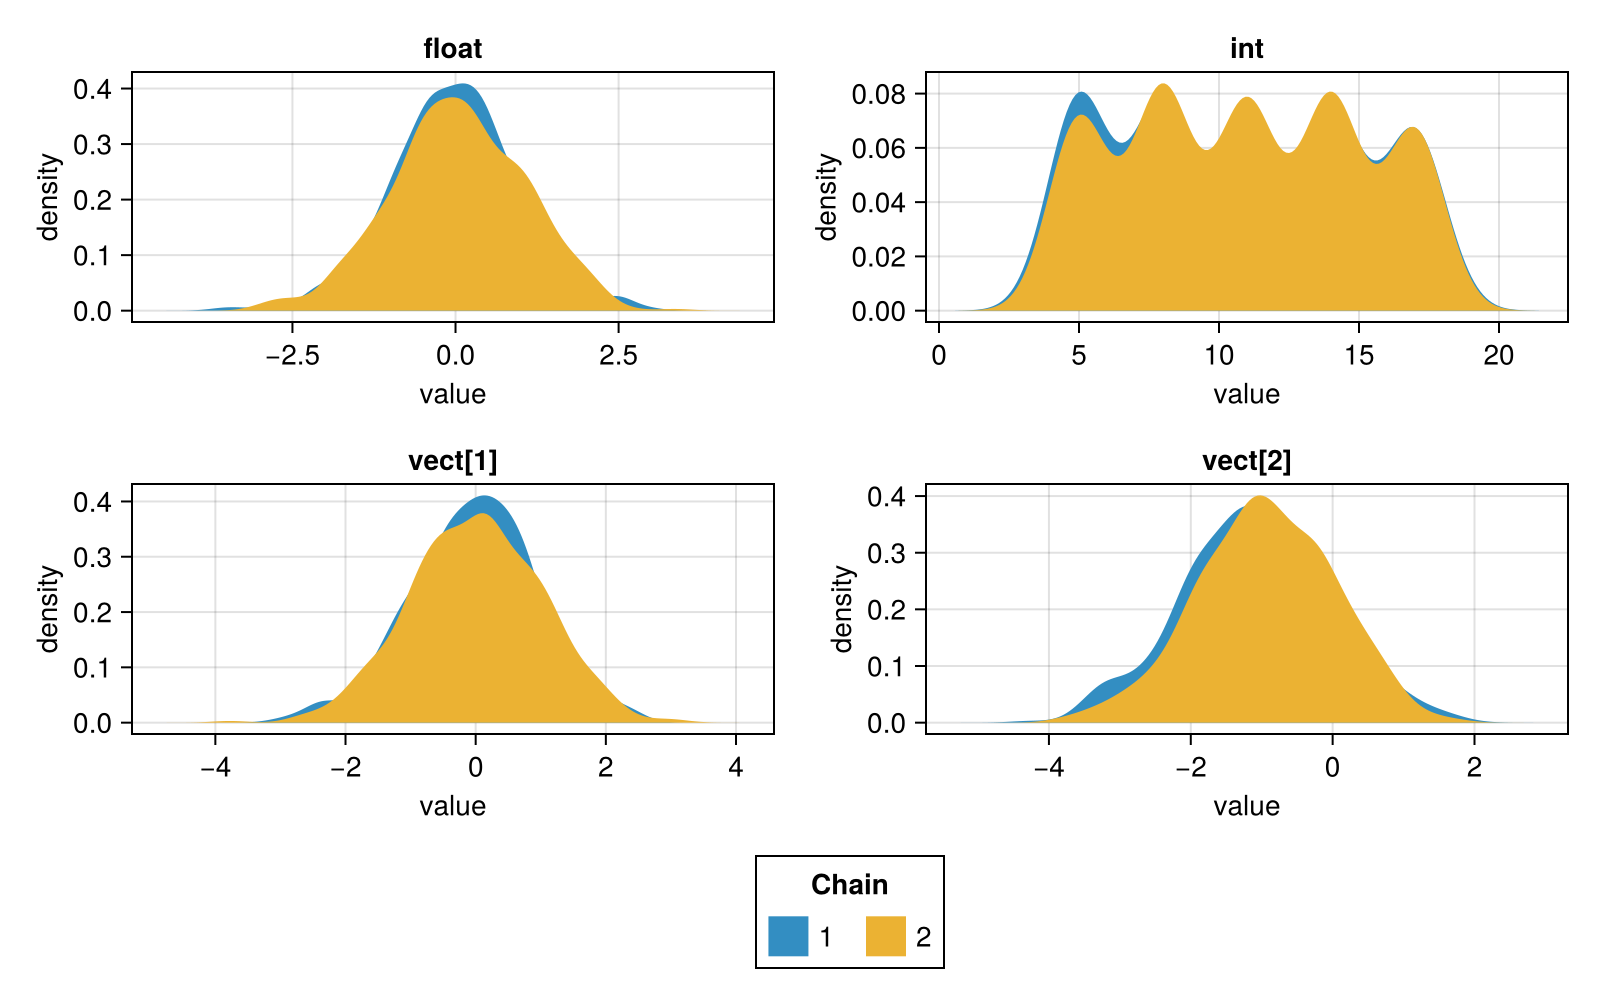 float
0.4
0.3
0.2
0.1
0.0
density
−2.5 0.0 2.5
value
int
0.08
0.06
0.04
0.02
0.00
density
0 5 10 15 20
value
vect[1]
0.4
0.3
0.2
0.1
0.0
density
−4 −2 0 2 4
value
vect[2]
0.4
0.3
0.2
0.1
0.0
density
−4 −2 0 2
value
Chain
1 2